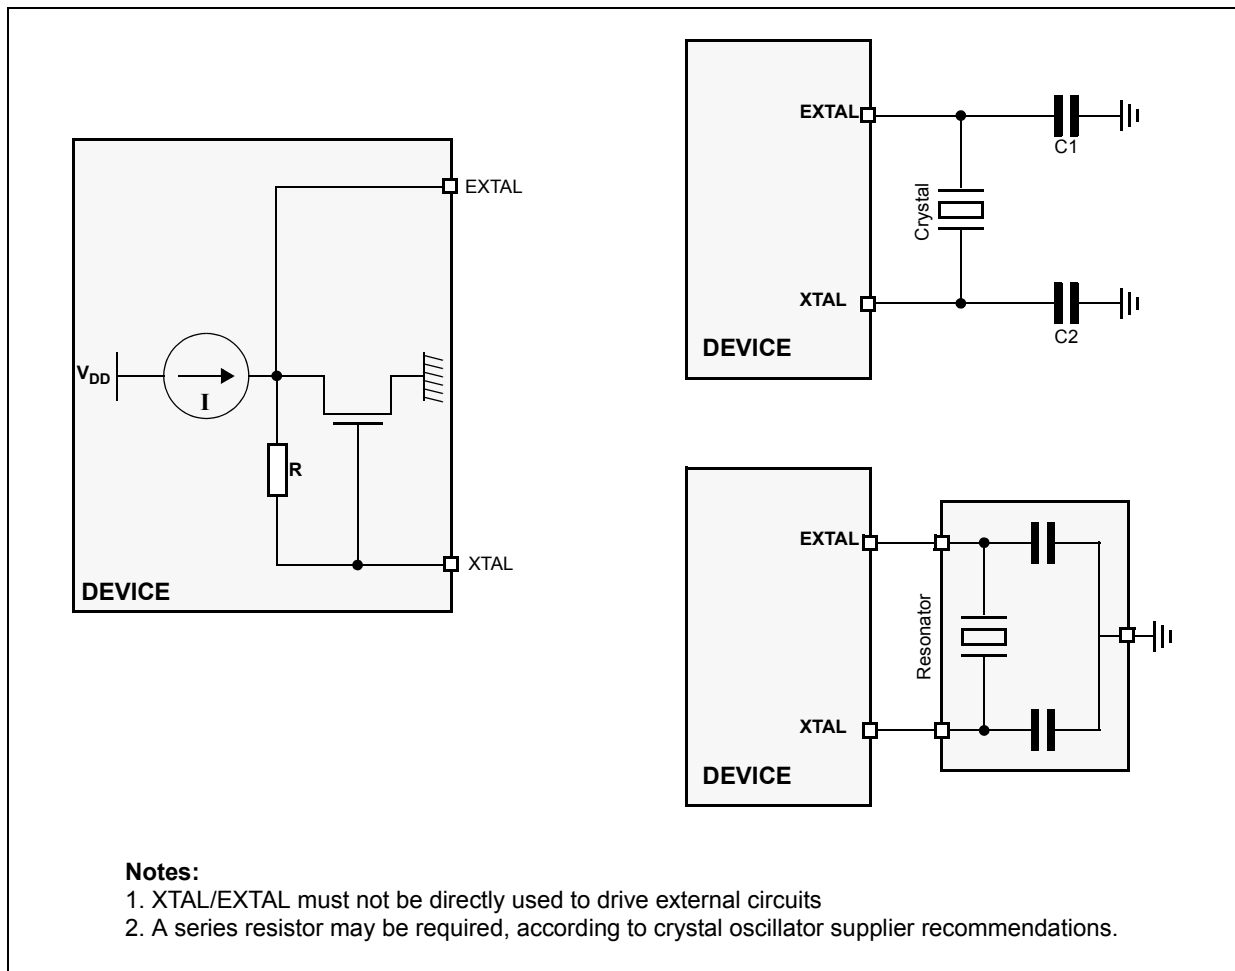 EXTAL
V_DD
I
R
XTAL
DEVICE
EXTAL
C1
Crystal
XTAL
C2
DEVICE
EXTAL
Resonator
XTAL
DEVICE
Notes:
1. XTAL/EXTAL must not be directly used to drive external circuits
2. A series resistor may be required, according to crystal oscillator supplier recommendations.